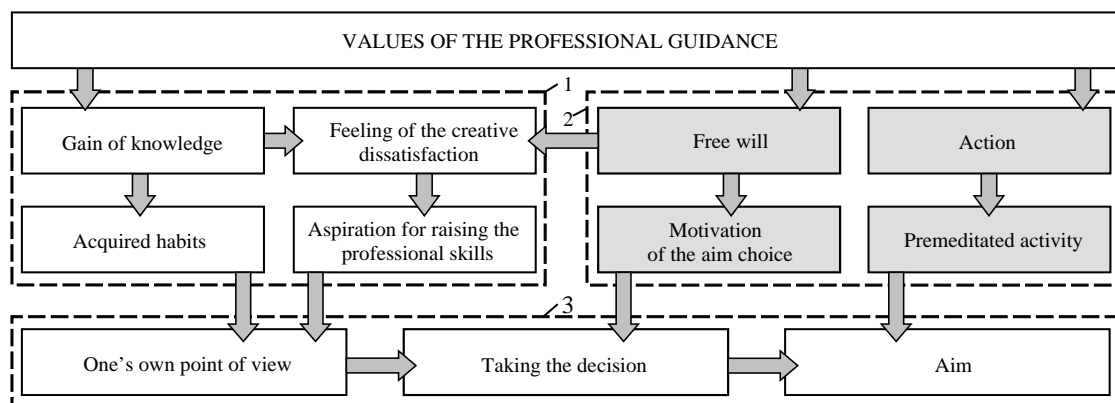 VALUES OF THE PROFESSIONAL GUIDANCE
1
2
Gain of knowledge
Feeling of the creative
dissatisfaction
Free will
Action
Acquired habits
Aspiration for raising the
professional skills
Motivation
of the aim choice
Premeditated activity
3
One’s own point of view
Taking the decision
Aim